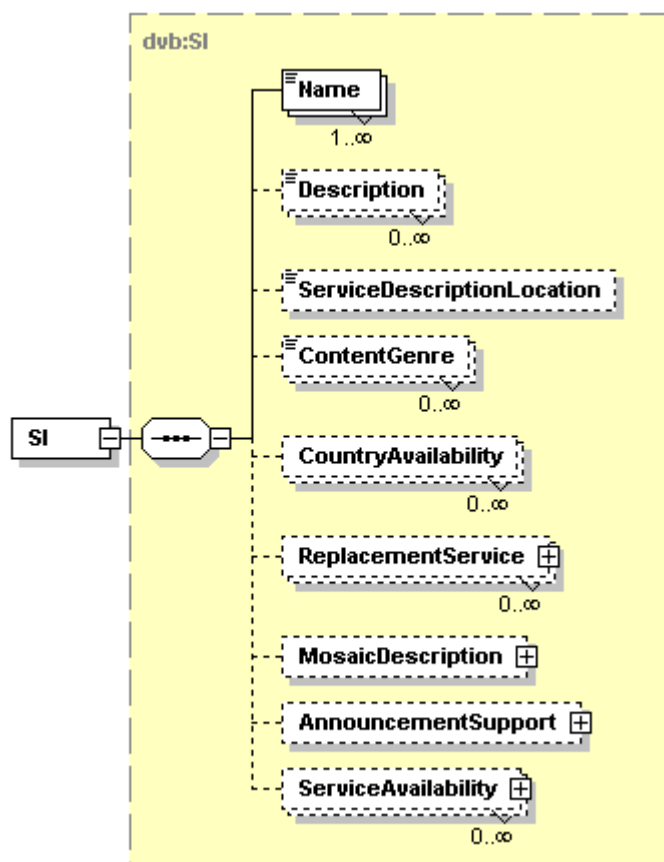 dvb:SI
Name
1..∞
Description
0..∞
ServiceDescriptionLocation
ContentGenre
0..∞
SI
CountryAvailability
0..∞
ReplacementService
0..∞
MosaicDescription
AnnouncementSupport
ServiceAvailability
0..∞